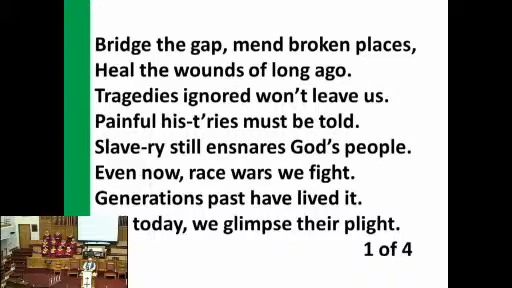 Bridge the gap, mend broken places,
Heal the wounds of long ago.
Tragedies ignored won't leave us.
Painful his-t'ries must be told.
Slave-ry still ensnares God's people.
Even now, race wars we fight.
Generations past have lived it.
today, we glimpse their plight.
1 of 4